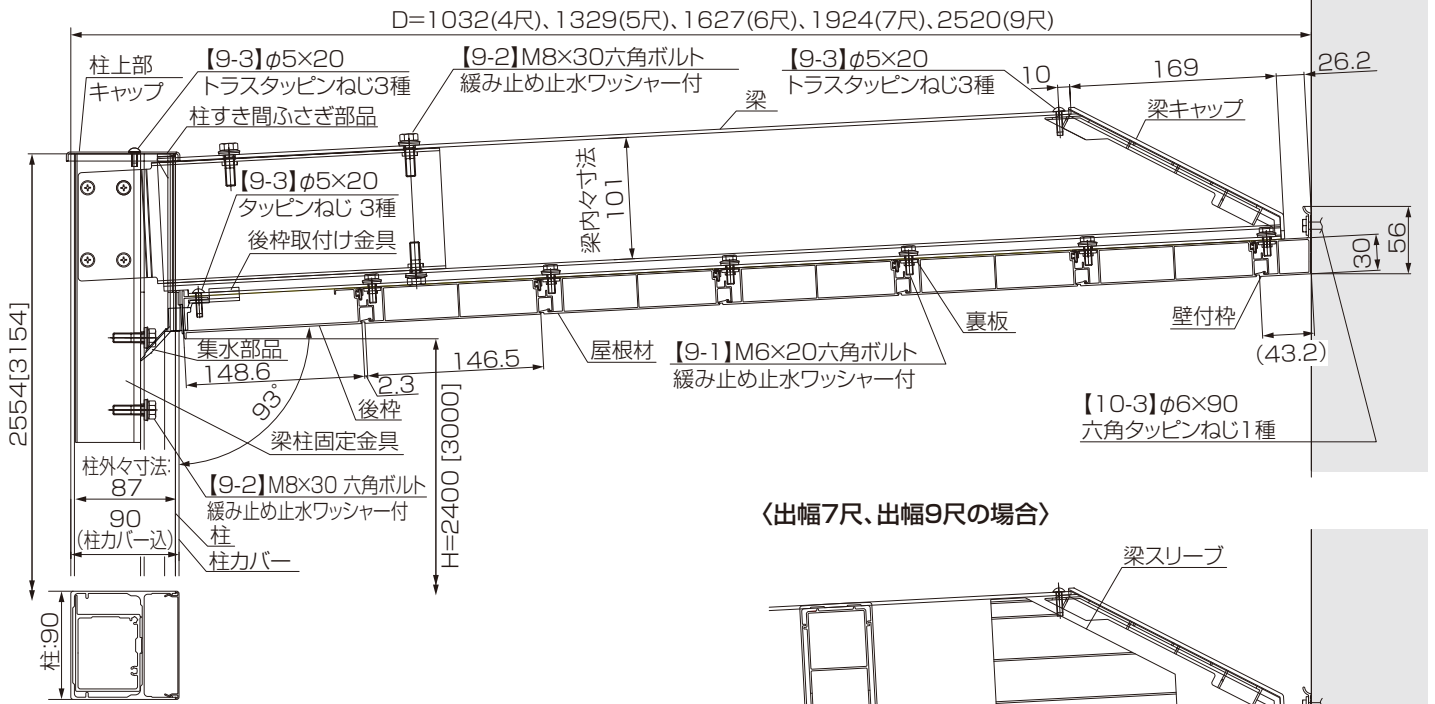 D=1032(4尺)、1329(5尺)、1627(6尺)、1924(7尺)、2520(9尺)
柱上部
キャップ
【9-3】φ5×20
トラスタッピンねじ3種
柱すき間ふさぎ部品
【9-2】M8×30六角ボルト
緩み止め止水ワッシャー付
梁
【9-3】φ5×20
トラスタッピンねじ3種
10
169
26.2
梁キャップ
【9-3】φ5×20
タッピンねじ 3種
後枠取付け金具
梁内々寸法
101
30
56
2554[3154]
集水部品
148.6
2.3
146.5
93°
後枠
梁柱固定金具
屋根材
【9-1】M6×20六角ボルト
緩み止め止水ワッシャー付
裏板
壁付枠
(43.2)
【10-3】φ6×90
六角タッピンねじ1種
H=2400 [3000]
柱外々寸法:
87
90
(柱カバー込)
【9-2】M8×30 六角ボルト
緩み止め止水ワッシャー付
柱
柱カバー
柱:90
〈出幅7尺、出幅9尺の場合〉
梁スリーブ